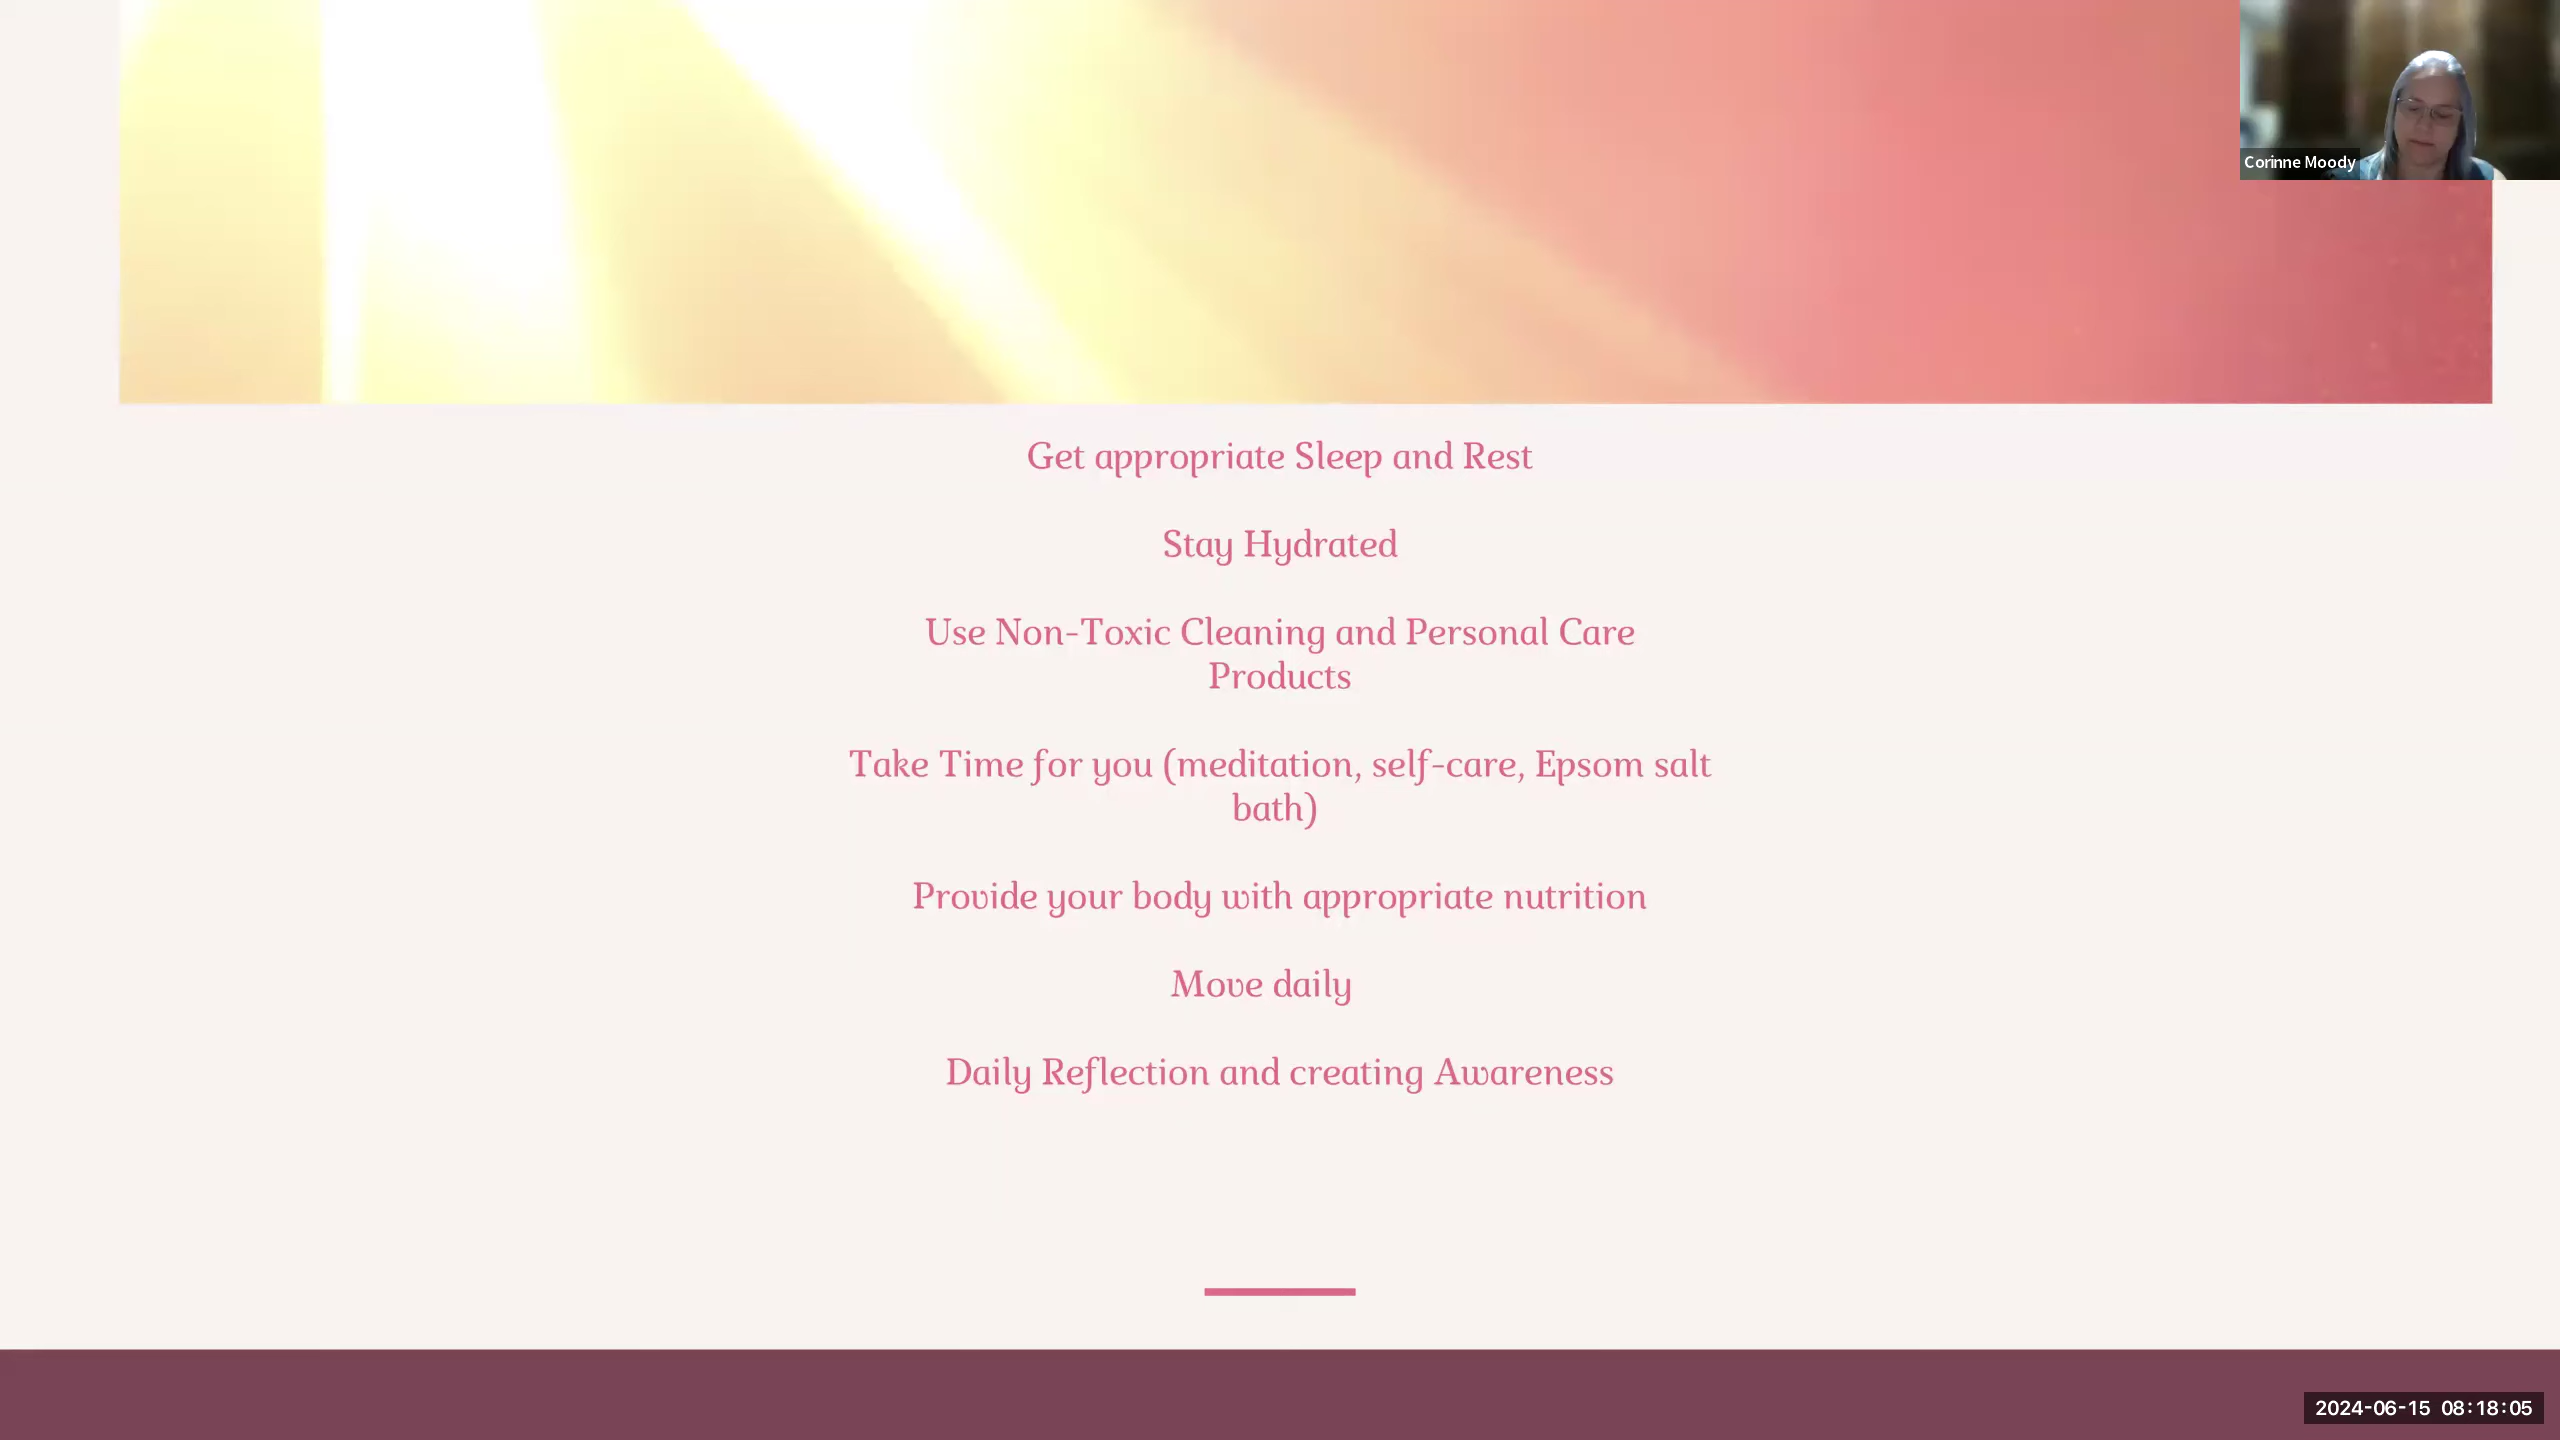 Corinne Moody
Get appropriate Sleep and Rest
Stay Hydrated
Use Non-Toxic Cleaning and Personal Care
Products
Take Time for you (meditation, self-care, Epsom salt
bath)
Provide your body with appropriate nutrition
Move daily
Daily Reflection and creating Awareness
2024-06-15 08:18:05